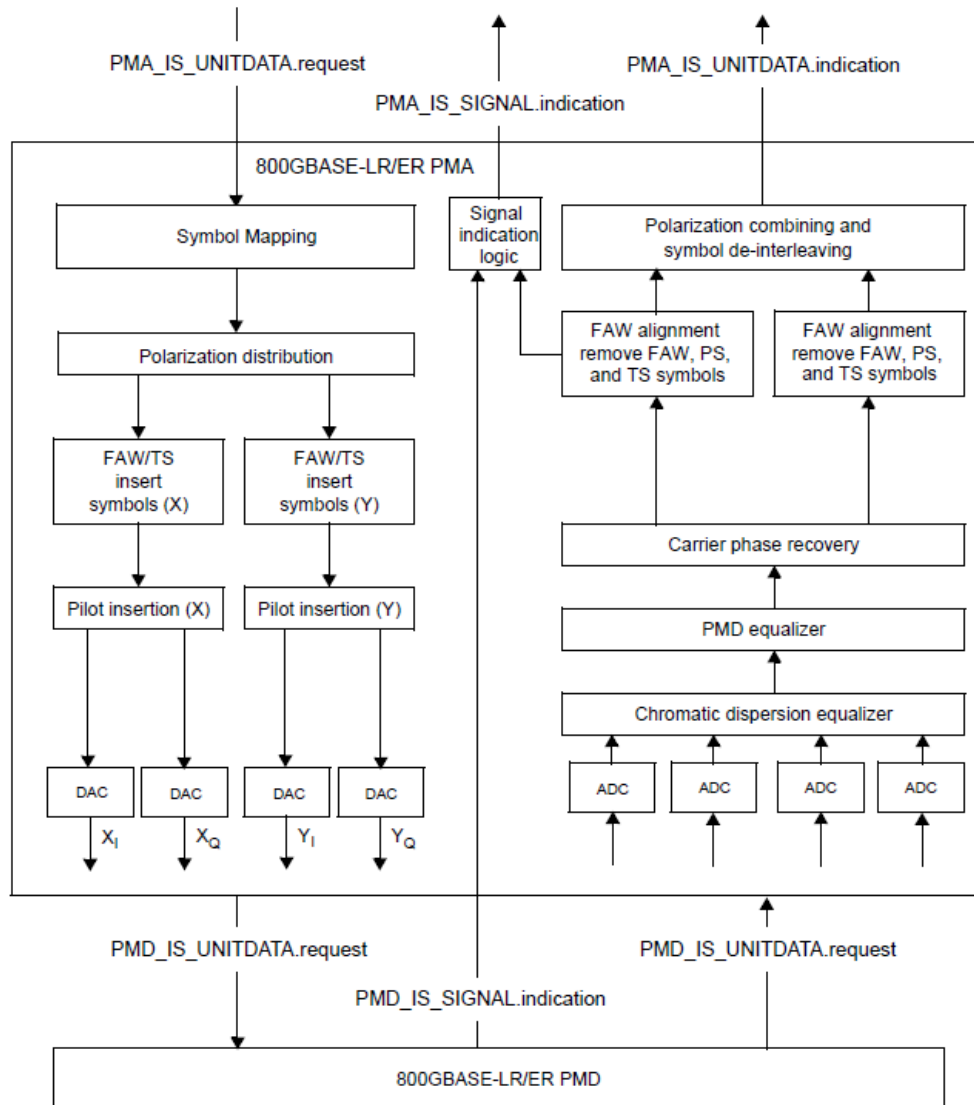 PMA_IS_UNITDATA.request
PMA_IS_UNITDATA.indication
PMA_IS_SIGNAL.indication
800GBASE-LR/ER PMA
Symbol Mapping
Signal
indication
logic
Polarization combining and
symbol de-interleaving
Polarization distribution
FAW alignment
remove FAW, PS,
and TS symbols
FAW alignment
remove FAW, PS,
and TS symbols
FAW/TS
insert
symbols (X)
FAW/TS
insert
symbols (Y)
Carrier phase recovery
Pilot insertion (X)
Pilot insertion (Y)
PMD equalizer
Chromatic dispersion equalizer
DAC
DAC
DAC
DAC
ADC
ADC
ADC
ADC
XI
XQ
YI
YQ
PMD_IS_UNITDATA.request
PMD_IS_UNITDATA.request
PMD_IS_SIGNAL.indication
800GBASE-LR/ER PMD